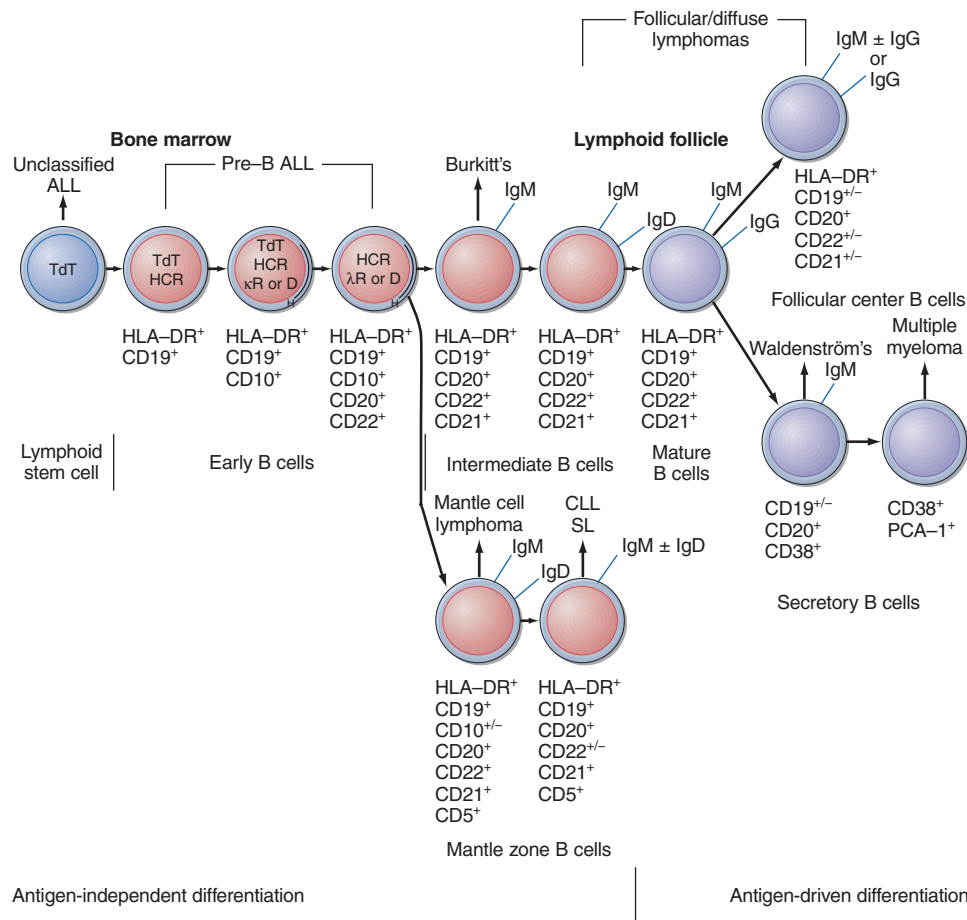 Follicular/diffuse
lymphomas
IgM ± IgG
or
IgG
Bone marrow
Lymphoid follicle
Unclassified
ALL
Pre–B ALL
Burkitt's
IgM
IgM
IgD
IgM
IgG
HLA–DR⁺
CD19⁺/⁻
CD20⁺
CD22⁺/⁻
CD21⁺/⁻
Follicular center B cells
TdT
TdT
HCR
TdT
HCR
κR or D
H
HCR
λR or D
H
HLA–DR⁺
CD19⁺
HLA–DR⁺
CD19⁺
CD10⁺
HLA–DR⁺
CD19⁺
CD10⁺
CD20⁺
CD22⁺
HLA–DR⁺
CD19⁺
CD20⁺
CD22⁺
CD21⁺
HLA–DR⁺
CD19⁺
CD20⁺
CD22⁺
CD21⁺
HLA–DR⁺
CD19⁺
CD20⁺
CD22⁺
CD21⁺
Waldenström's
IgM
Multiple
myeloma
Lymphoid
stem cell
Early B cells
Intermediate B cells
Mature
B cells
CD19⁺/⁻
CD20⁺
CD38⁺
CD38⁺
PCA–1⁺
Secretory B cells
Mantle cell
lymphoma
IgM
IgD
CLL
SL
IgM ± IgD
HLA–DR⁺
CD19⁺
CD10⁺/⁻
CD20⁺
CD22⁺
CD21⁺
CD5⁺
HLA–DR⁺
CD19⁺
CD20⁺
CD22⁺/⁻
CD21⁺
CD5⁺
Mantle zone B cells
Antigen-independent differentiation
Antigen-driven differentiation